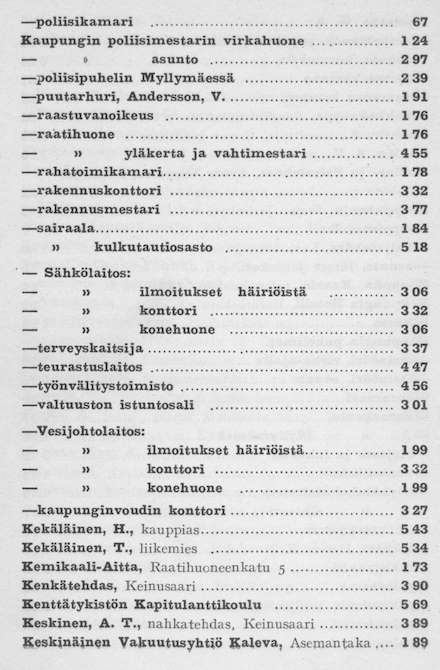 —poliisikamari .......... 67
Kaupungin poliisimestarin virkahuone .......... 1 24
— » asunto .......... 2 97
—poliisipuhelin Myllymäessä .......... 2 39
—puutarhuri, Andersson, V. .......... 1 91
—raastuvanoikeus .......... 1 76
—raatihuone .......... 1 76
— » yläkerta ja vahtimestari .......... 4 55
—rahatoimikamari .......... 1 78
—rakennuskonttori .......... 3 32
—rakennusmestari .......... 3 77
—sairaala .......... 1 84
» kulkutautiosasto .......... 5 18
— Sähkölaitos:
— » ilmoitukset häiriöistä .......... 3 06
— » konttori .......... 3 32
— » konehuone .......... 3 06
—terveyskaitsija .......... 3 37
—teurastuslaitos .......... 4 47
—työnvälitystoimisto .......... 4 56
—valtuuston istuntosali .......... 3 01
—Vesijohtolaitos:
— » ilmoitukset häiriöistä .......... 1 99
— » konttori .......... 3 32
— » konehuone .......... 1 99
—kaupunginvoudin konttori .......... 3 27
Kekäläinen, H., kauppias .......... 5 43
Kekäläinen, T., liikemies .......... 5 34
Kemikaali-Aitta, Raatihuoneenkatu 5 .......... 1 73
Kenkätehdas, Keinusaari .......... 3 90
Kenttätykistön Kapitulanttikoulu .......... 5 69
Keskinen, A. T., nahkatehdas, Keinusaari .......... 3 89
Keskinäinen Vakuutusyhtiö Kaleva, Asemantaka .... 1 89